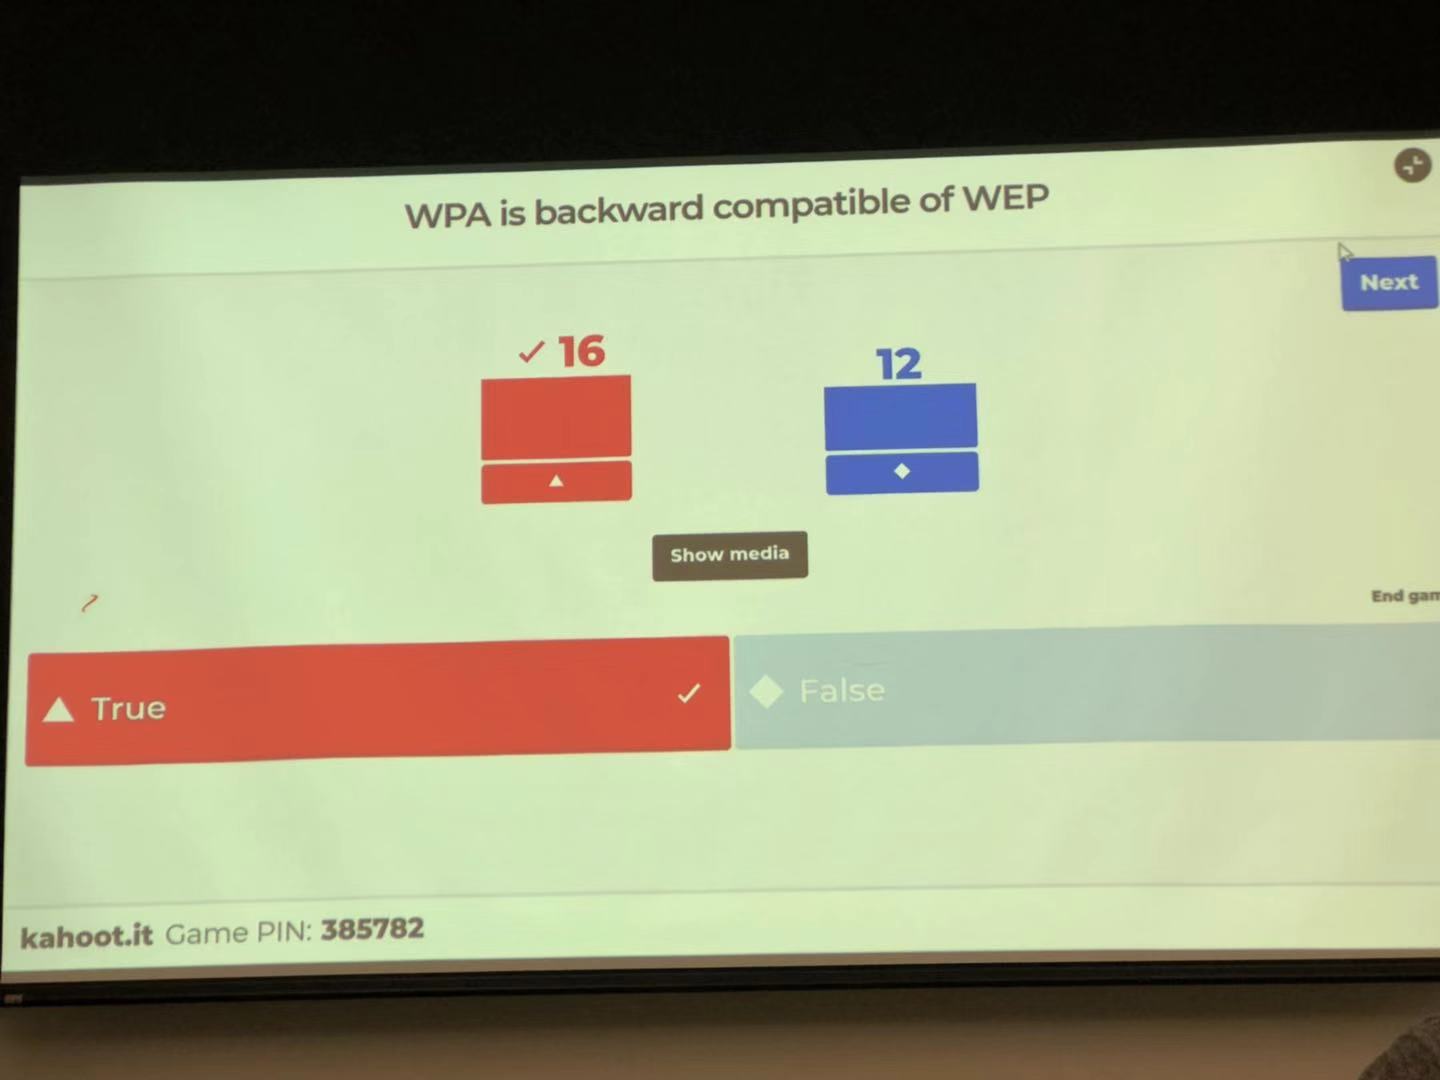 WPA is backward compatible of WEP
Next
16
12
Show media
End gam
True
False
kahoot.it Game PIN: 385782